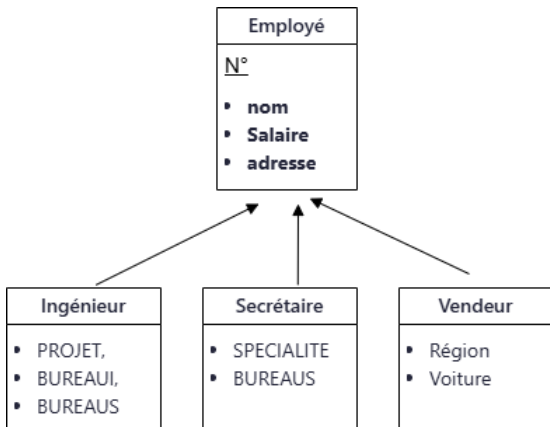 Employé
N°
• nom
• Salaire
• adresse
Ingénieur
• PROJET,
• BUREAUI,
• BUREAUS
Secrétaire
• SPECIALITE
• BUREAUS
Vendeur
• Région
• Voiture